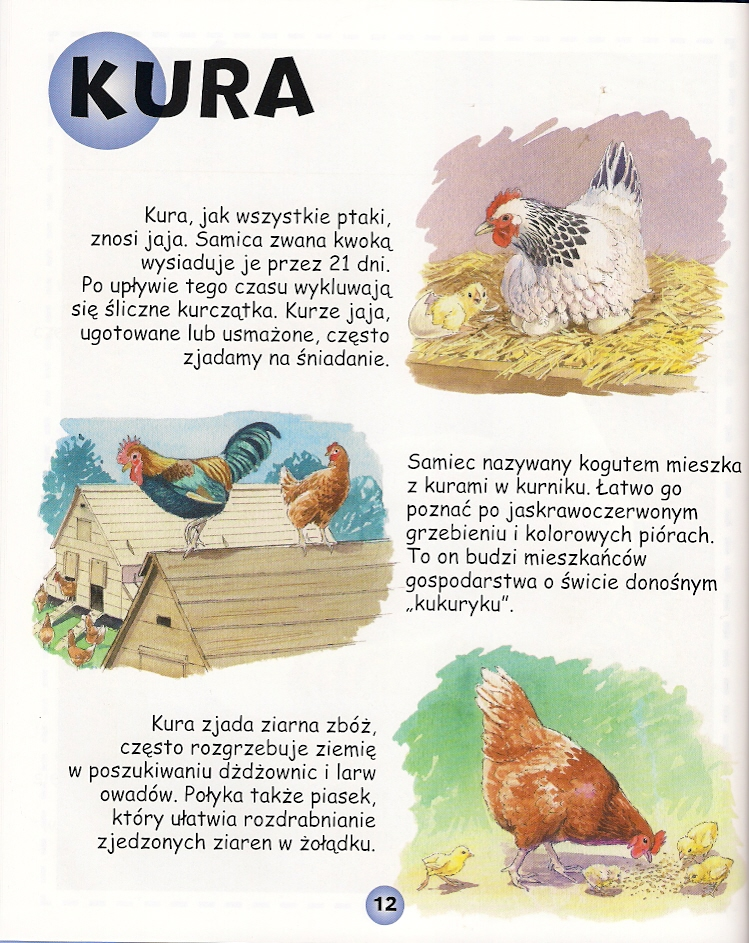 KURA
Kura, jak wszystkie ptaki,
znosi jaja. Samica zwana kwoką
wysiaduje je przez 21 dni.
Po upływie tego czasu wykluwają
się śliczne kurczątka. Kurze jaja,
ugotowane lub usmażone, często
zjadamy na śniadanie.
Samiec nazywany kogutem mieszka
z kurami w kurniku. Łatwo go
poznać po jaskrawoczerwonym
grzebieniu i kolorowych piórach.
To on budzi mieszkańców
gospodarstwa o świcie donośnym
„kukuryku”.
Kura zjada ziarna zbóż,
często rozgrzebuje ziemię
w poszukiwaniu dżdżownic i larw
owadów. Połyka także piasek,
który ułatwia rozdrabnianie
zjedzonych ziaren w żołądku.
12